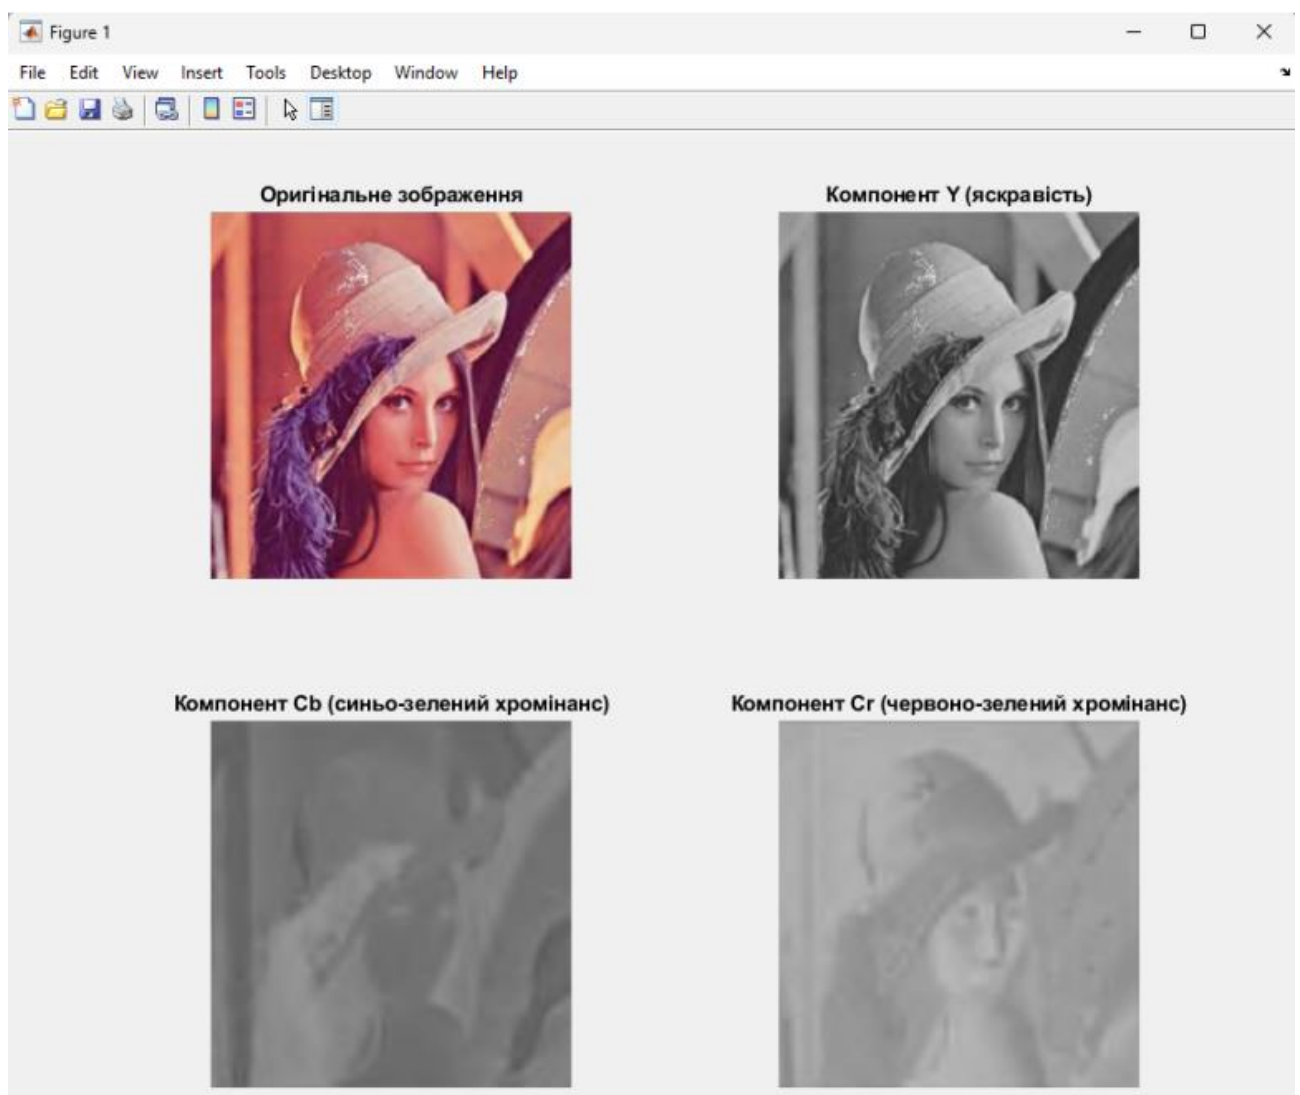 Figure 1
File Edit View Insert Tools Desktop Window Help
Оригінальне зображення
Компонент Y (яскравість)
Компонент Cb (синьо-зелений хромінанс)
Компонент Cr (червоно-зелений хромінанс)